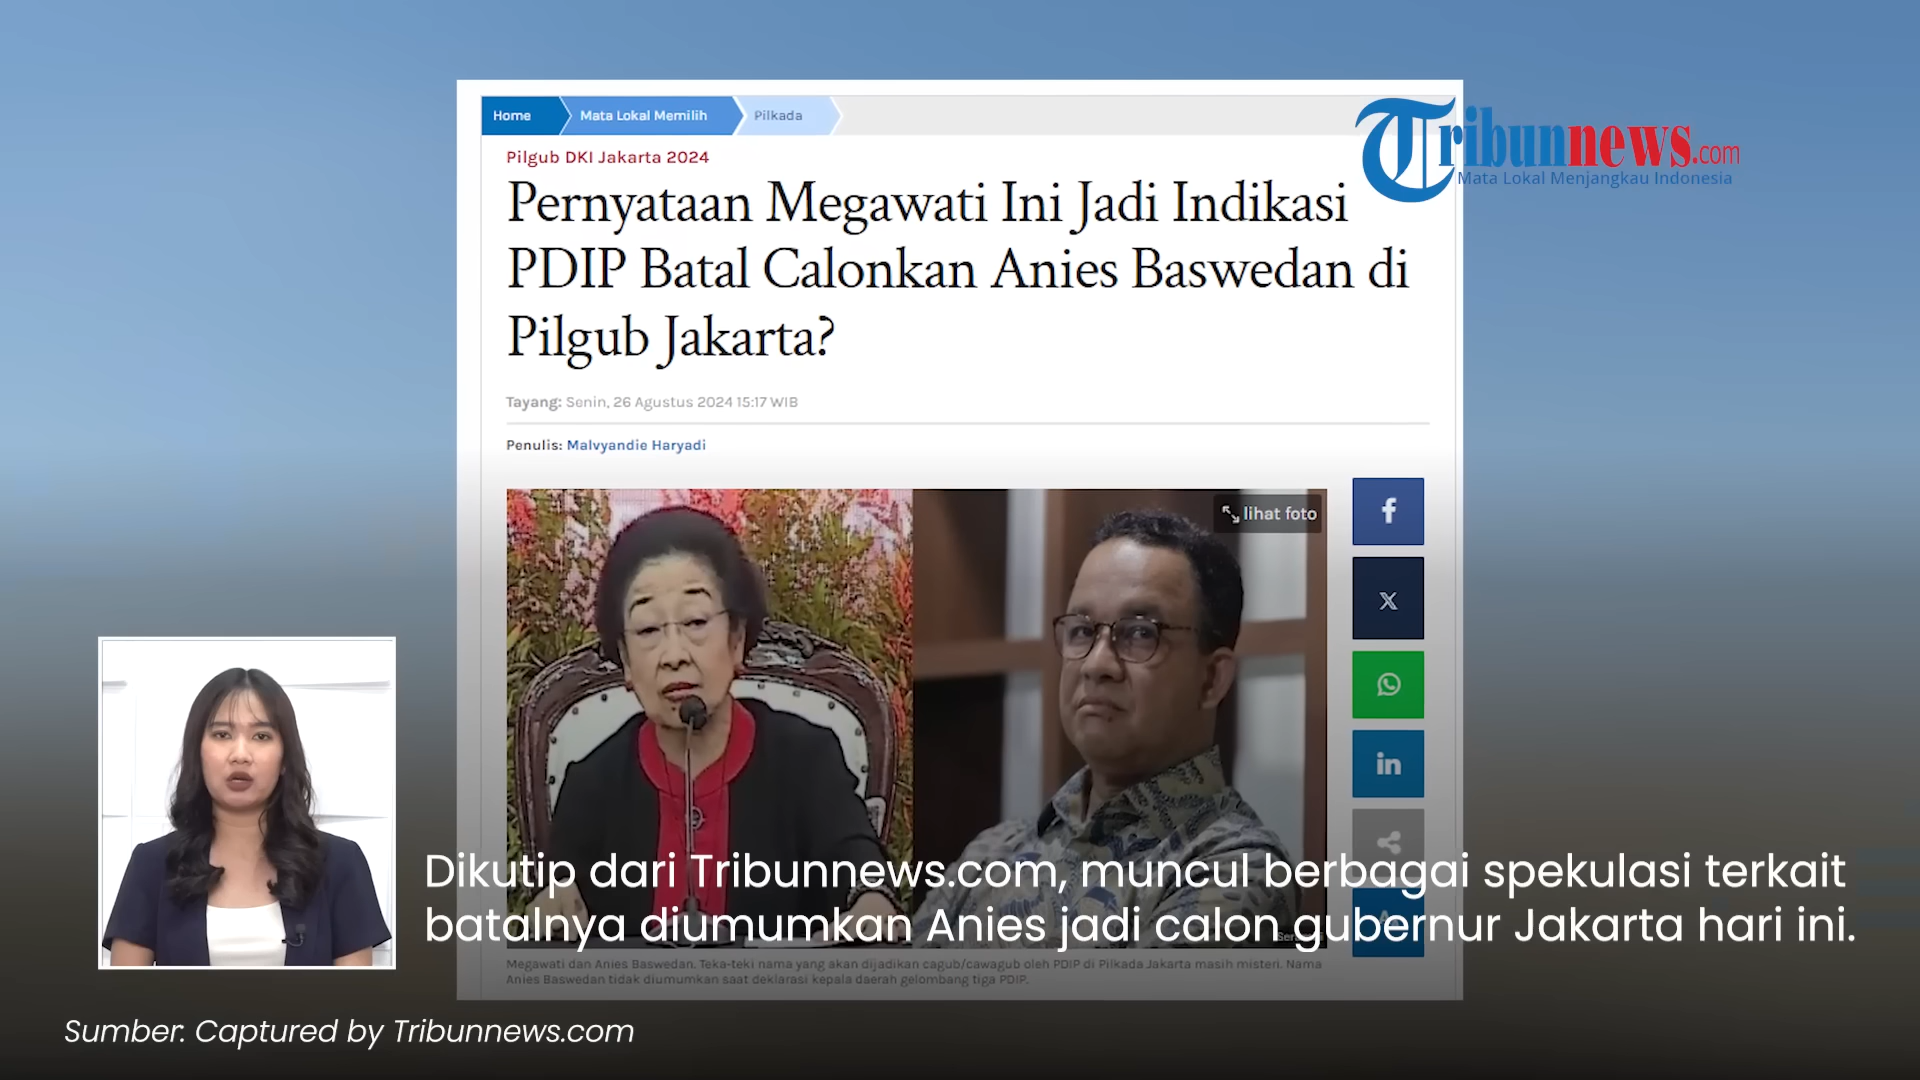 Home
Mata Lokal Memilih
Pilkada
Tribunnews.com
Mata Lokal Menjangkau Indonesia
Pilgub DKI Jakarta 2024
Pernyataan Megawati Ini Jadi Indikasi
PDIP Batal Calonkan Anies Baswedan di
Pilgub Jakarta?
Tayang: Senin, 26 Agustus 2024 15:17 WIB
Penulis: Malvyandie Haryadi
lihat foto
Dikutip dari Tribunnews.com, muncul berbagai spekulasi terkait
batalnya diumumkan Anies jadi calon gubernur Jakarta hari ini.
Megawati dan Anies Baswedan. Teka-teki nama yang akan dijadikan cagub/cawagub oleh PDIP di Pilkada Jakarta masih misteri. Nama
Anies Baswedan tidak diumumkan saat deklarasi kepala daerah gelombang tiga PDIP.
Sumber: Captured by Tribunnews.com